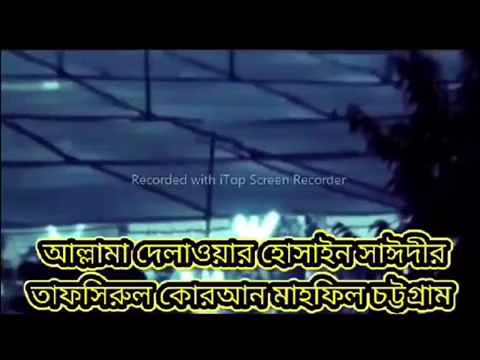 Recorded with iTop Screen Recorder
আল্লামা দেলাওয়ার হোসাইন সাঈদীর
তাফসিরুল কোরআন মাহফিল চট্টগ্রাম